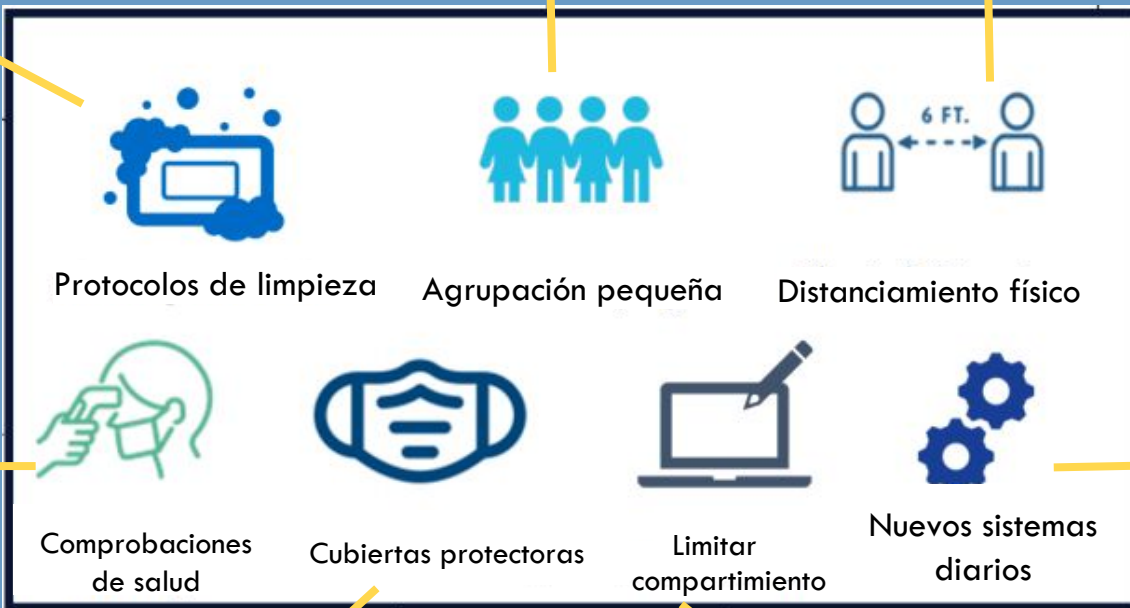 6 FT.
Protocolos de limpieza
Agrupación pequeña
Distanciamiento físico
Comprobaciones
de salud
Cubiertas protectoras
Limitar
compartimiento
Nuevos sistemas
diarios